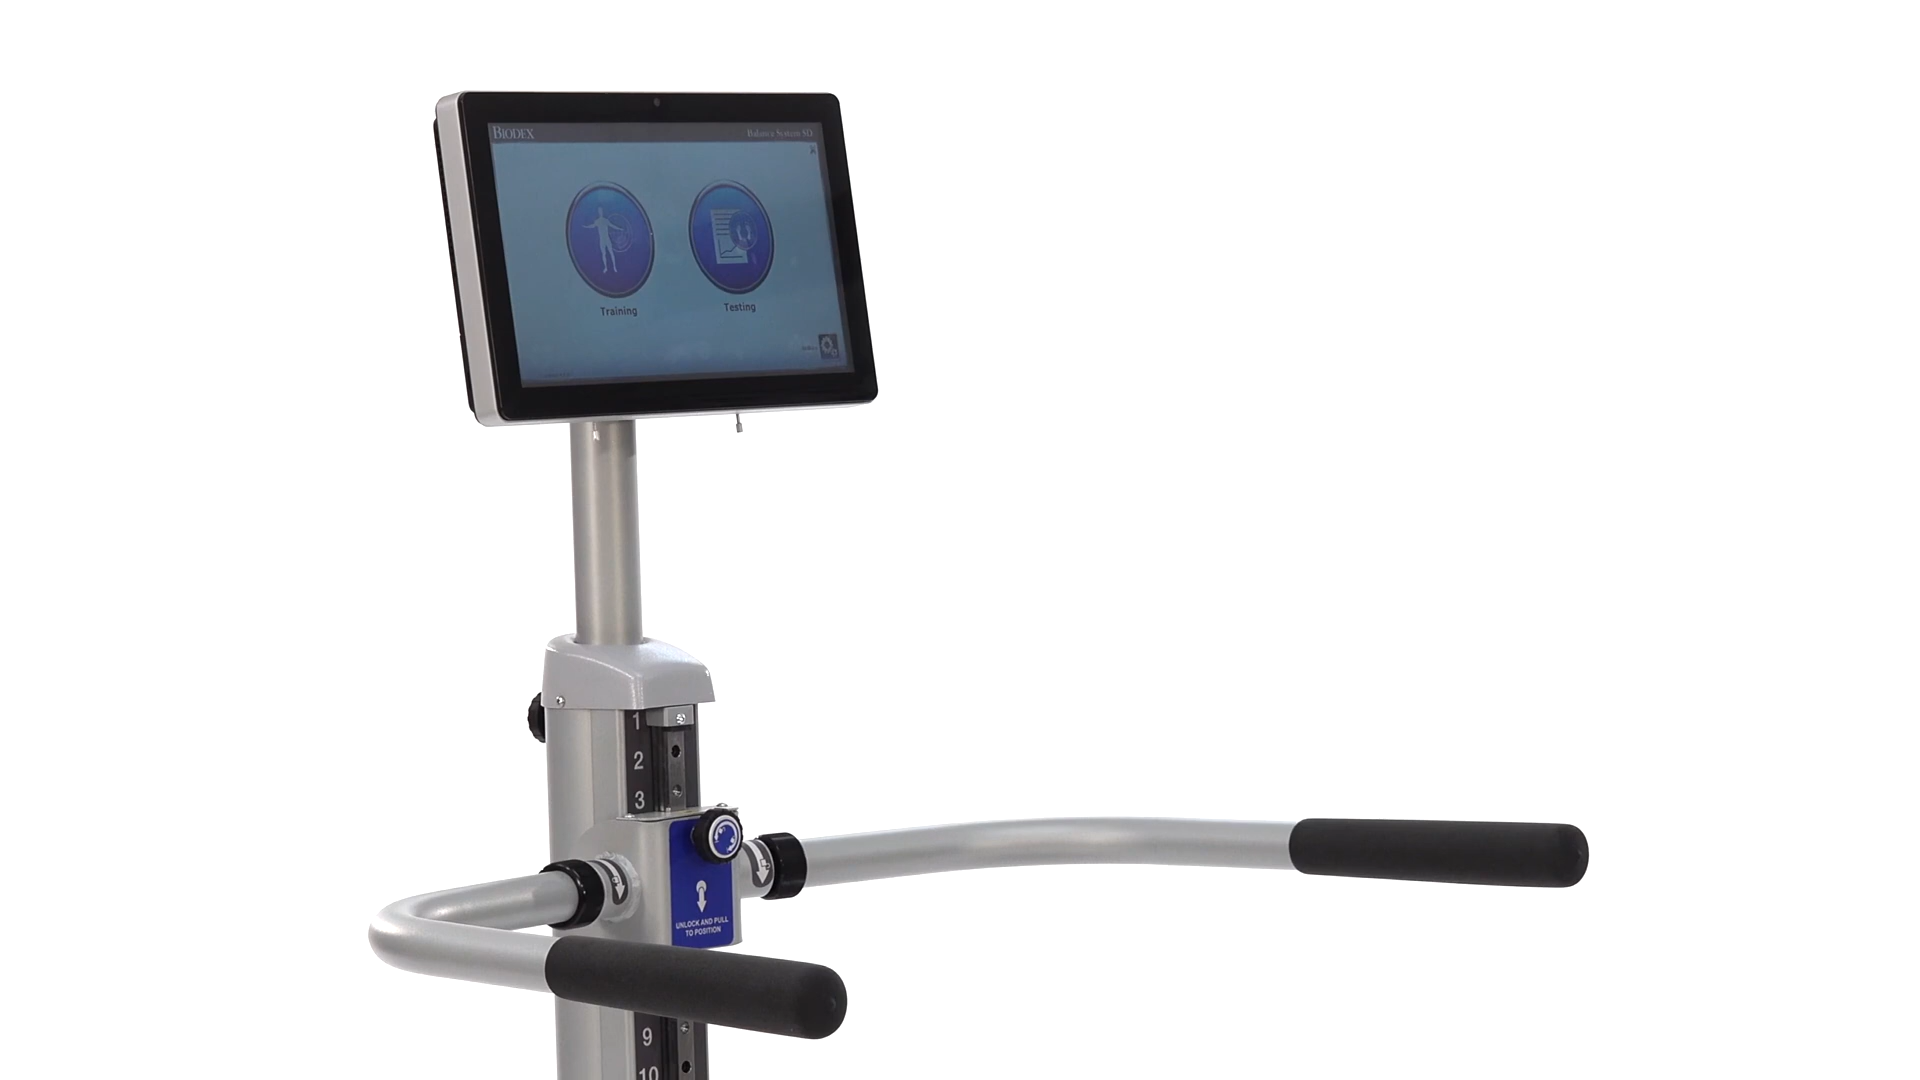 BIODEX
Balance System SD
Training
Testing
1
2
3
UNLOCK AND PULL
TO POSITION
9
10